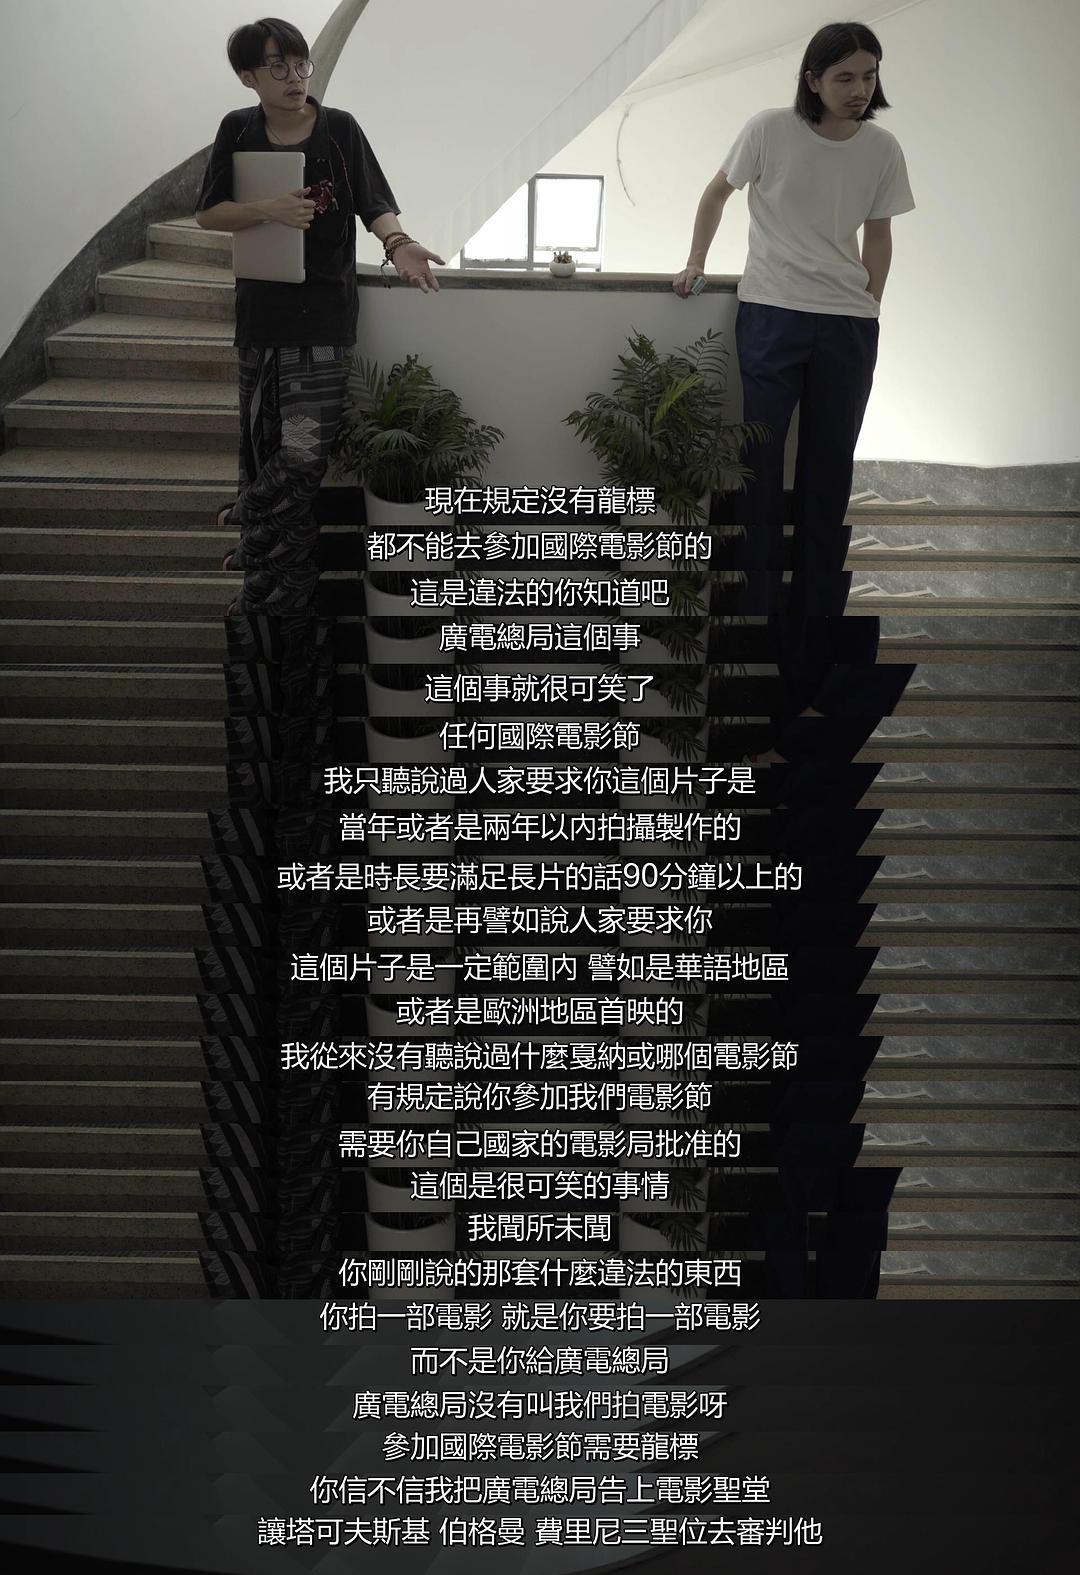 現在規定沒有龍標
都不能去參加國際電影節的
這是違法的你知道吧
廣電總局這個事
這個事就很可笑了
任何國際電影節
我只聽說過人家要求你這個片子是
當年或者是兩年以內拍攝製作的
或者是時長要滿足長片的話90分鐘以上的
或者是再譬如說人家要求你
這個片子是一定範圍內 譬如是華語地區
或者是歐洲地區首映的
我從來沒有聽說過什麼戛納或哪個電影節
有規定說你參加我們電影節
需要你自己國家的電影局批准的
這個是很可笑的事情
我聞所未聞
你剛剛說的那套什麼違法的東西
你拍一部電影 就是你要拍一部電影
而不是你給廣電總局
廣電總局沒有叫我們拍電影呀
參加國際電影節需要龍標
你信不信我把廣電總局告上電影聖堂
讓塔可夫斯基 伯格曼 費里尼三聖位去審判他